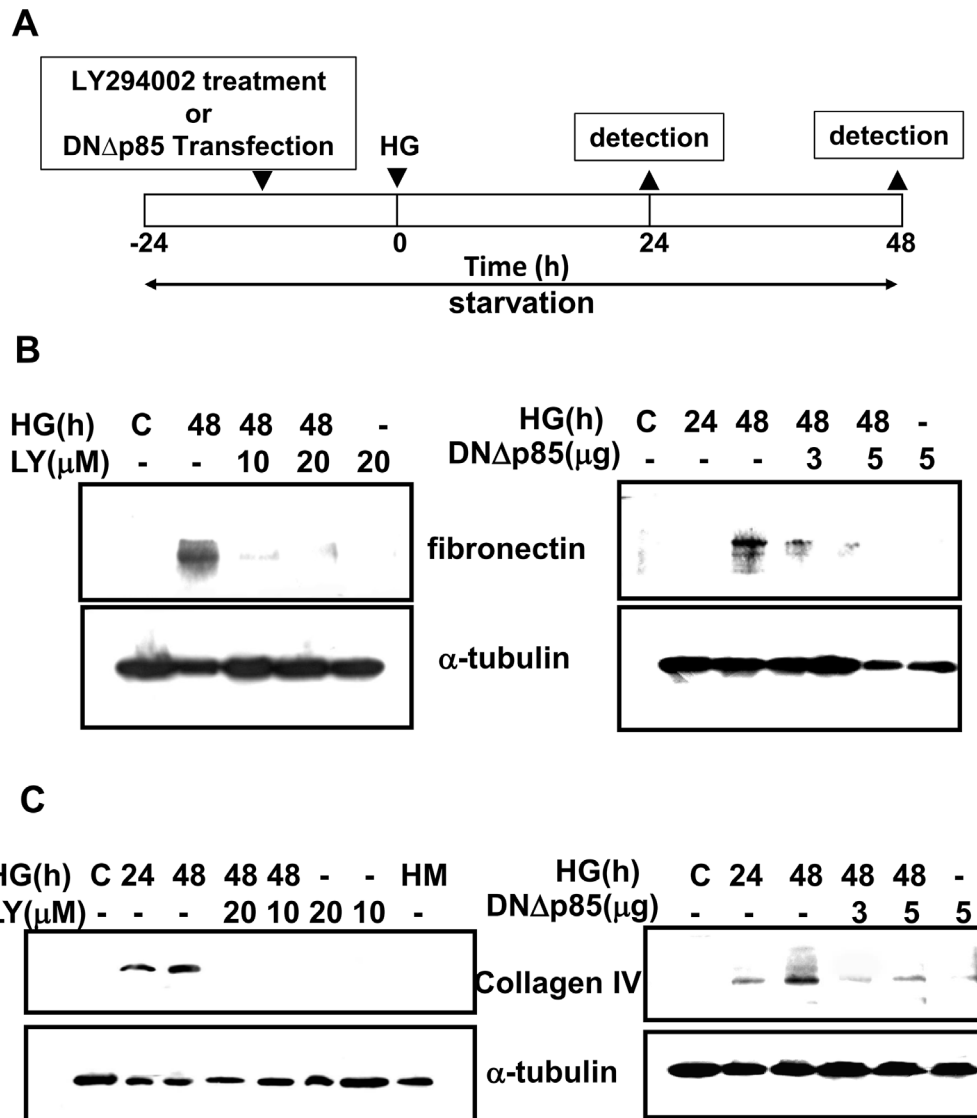 A
LY294002 treatment
or
DNΔp85 Transfection
HG
detection
detection
-24
0
24
48
Time (h)
starvation
B
HG(h) C 48 48 48 -
LY(μM) - - 10 20 20
HG(h) C 24 48 48 48 -
DNΔp85(μg) - - - 3 5 5
fibronectin
α-tubulin
C
HG(h) C 24 48 48 48 - - HM
LY(μM) - - - 20 10 20 10 -
HG(h) C 24 48 48 48 -
DNΔp85(μg) - - - 3 5 5
Collagen IV
α-tubulin